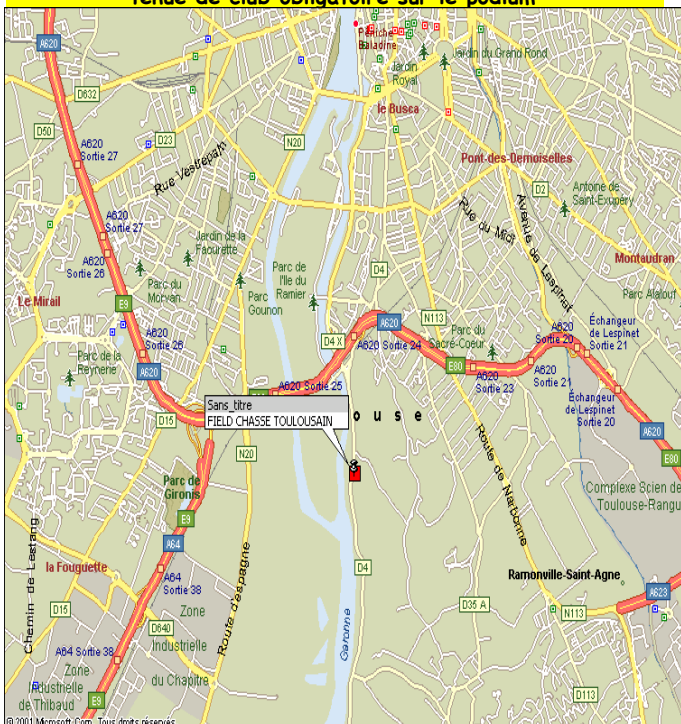 Tenue de club obligatoire sur le podium
A620
Péniche
Baladine
Jardin
Royal
Jardin du Grand Rond
D632
le Busca
D50
D23
N20
A620
Sortie 27
Rue Vestrepain
Pont-des-Demoiselles
D2
Antoine de
Saint-Exupéry
Avenue de Lespinet
Rue du Midi
A620
Sortie 27
Jardin de la
Faourette
A620
Sortie 26
D4
Montaudran
Parc de
l'Ile du
Ramier
Parc du
Morvan
Parc
Gounon
Parc Alalouf
Le Mirail
E9
N113
A620
D4 X
A620 Sortie 24
Parc du
Sacré-Coeur
A620
Sortie 20
Échangeur
de Lespinet
Sortie 21
A620
Sortie 26
Parc de la
Reynerie
A620
E80
A620
Sortie 23
A620
Sortie 21
A620 Sortie 25
Échangeur
de Lespinet
Sortie 20
Sans_titre
FIELD CHASSE TOULOUSAIN
D15
o u s e
A620
N20
E80
Route de Narbonne
Parc de
Gironis
Complexe Scien de
Toulouse-Rangu
E9
A64
Chemin de Lestang
la Fouguette
A64
Sortie 38
Route d'espagne
D4
Ramonville-Saint-Agne
A623
D15
Zone
Industrielle
du Chapitre
D35 A
N113
D640
Garonne
A64 Sortie 38
Zone
Industrielle
de Thibaud
E9
D113
© 2001 Microsoft Corp. Tous droits réservés.